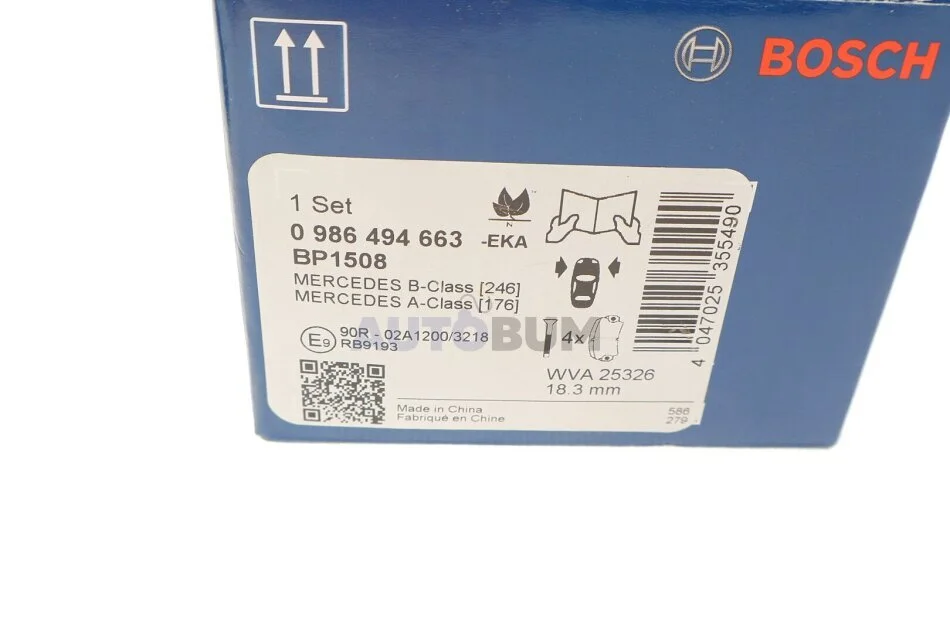 BOSCH
1 Set
0 986 494 663 -EKA
BP1508
MERCEDES B-Class [246]
MERCEDES A-Class [176]
AUTOBUM
E9 90R - 02A1200/3218
RB9193
4x
WVA 25326
18.3 mm
Made in China
Fabriqué en Chine
586
279
4 047025 355490